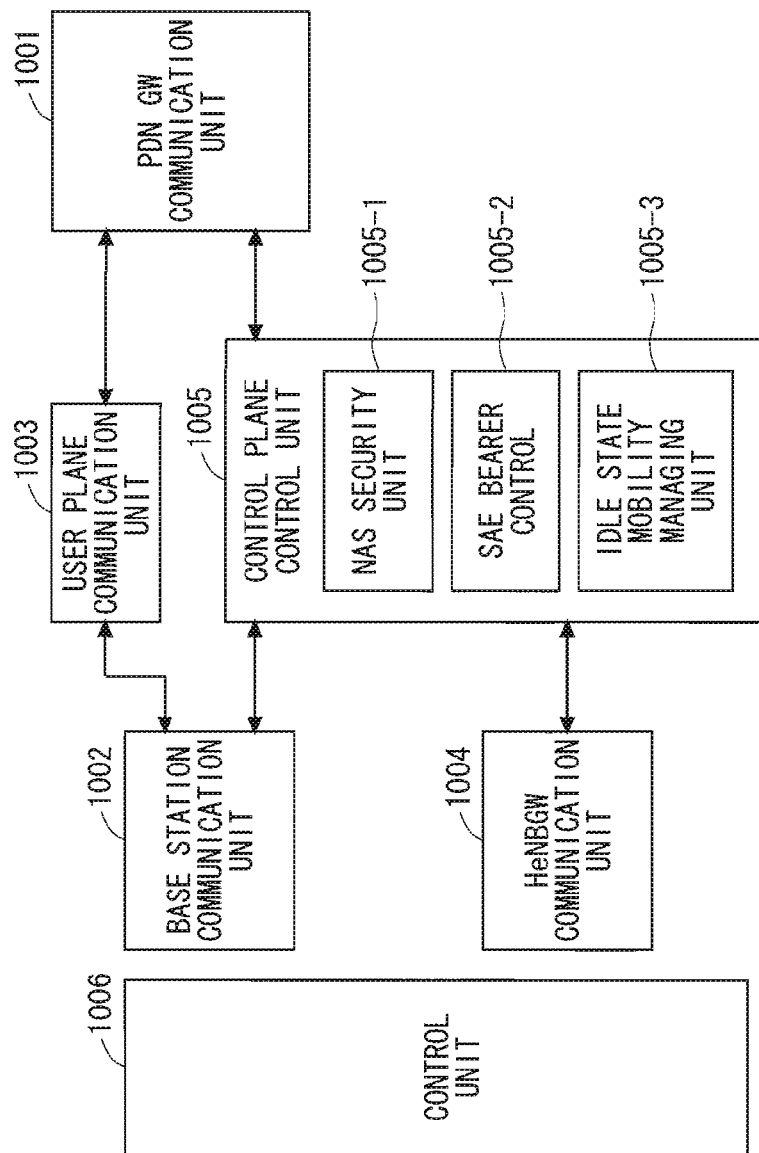 1006
CONTROL
UNIT
1002
BASE STATION
COMMUNICATION
UNIT
1004
HeNBGW
COMMUNICATION
UNIT
1003
USER PLANE
COMMUNICATION
UNIT
1005
CONTROL PLANE
CONTROL UNIT
NAS SECURITY
UNIT
1005-1
SAE BEARER
CONTROL
1005-2
IDLE STATE
MOBILITY
MANAGING
UNIT
1005-3
1001
PDN GW
COMMUNICATION
UNIT